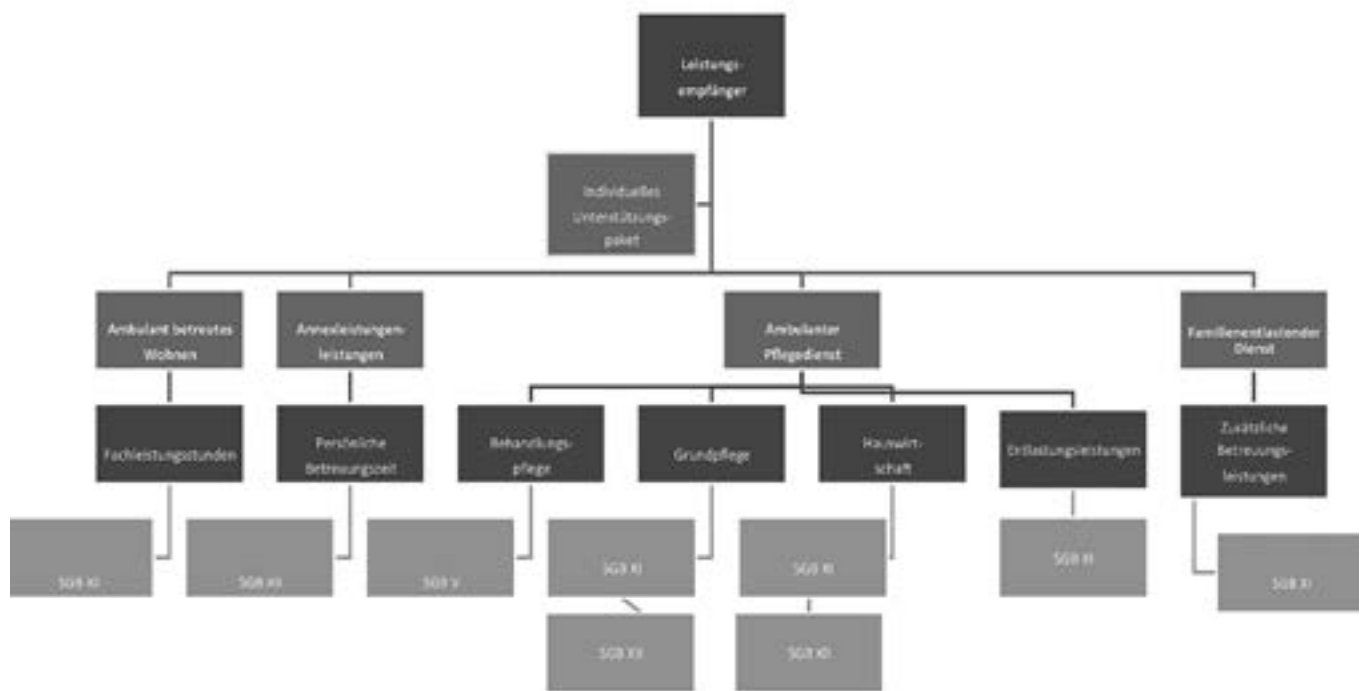 Leistungs-
empfänger
Individuelles
Unterstützungs-
paket
Ambulant betreutes
Wohnen
Annexleistungen-
leistungen
Ambulanter
Pflegedienst
Familienentlastender
Dienst
Fachleistungsstunden
Persönliche
Betreuungszeit
Behandlungs-
pflege
Grundpflege
Hauswirt-
schaft
Entlastungsleistungen
Zusätzliche
Betreuungs-
leistungen
SGB XII
SGB XII
SGB V
SGB XI
SGB XI
SGB XI
SGB XI
SGB XII
SGB XII